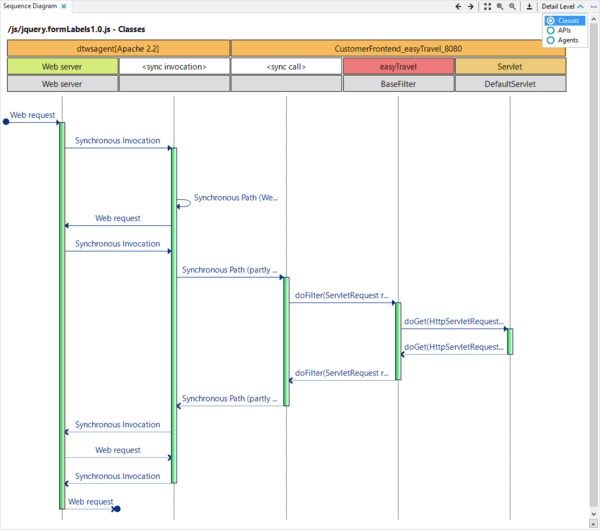 Sequence Diagram
Detail Level
Classes
APIs
Agents
/js/jquery.formLabels1.0.js - Classes
dtwsagent[Apache 2.2] CustomerFrontend_easyTravel_8080
Web server <sync invocation> <sync call> easyTravel Servlet
Web server BaseFilter DefaultServlet
Web request
Synchronous Invocation
Synchronous Path (We...
Web request
Synchronous Invocation
Synchronous Path (partly ...
doFilter(ServletRequest r...
doGet(HttpServletRequest...
doGet(HttpServletRequest...
doFilter(ServletRequest r...
Synchronous Path (partly ...
Synchronous Invocation
Web request
Synchronous Invocation
Web request